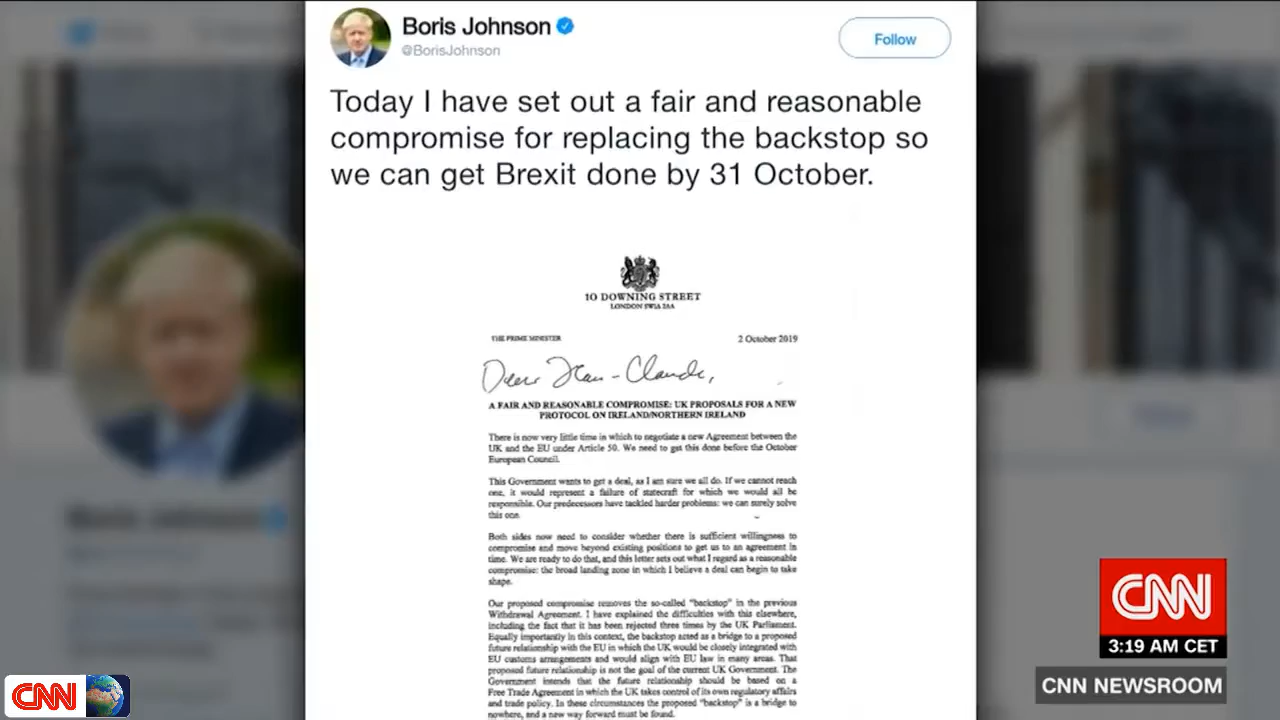 Boris Johnson
@BorisJohnson
Follow
Today I have set out a fair and reasonable
compromise for replacing the backstop so
we can get Brexit done by 31 October.
10 DOWNING STREET
LONDON SW1A 2AA
THE PRIME MINISTER
2 October 2019
Dear Jean-Claude,
A FAIR AND REASONABLE COMPROMISE: UK PROPOSALS FOR A NEW
PROTOCOL ON IRELAND/NORTHERN IRELAND
There is now very little time in which to negotiate a new Agreement between the
UK and the EU under Article 50. We need to get this done before the October
European Council.
This Government wants to get a deal, as I am sure we all do. If we cannot reach
one, it would represent a failure of statecraft for which we would all be
responsible. Our predecessors have tackled harder problems: we can surely solve
this one.
Both sides now need to consider whether there is sufficient willingness to
compromise and move beyond existing positions to get us to an agreement in
time. We are ready to do that, and this letter sets out what I regard as a reasonable
compromise: the broad landing zone in which I believe a deal can begin to take
shape.
Our proposed compromise removes the so-called "backstop" in the previous
Withdrawal Agreement. I have explained the difficulties with this elsewhere,
including the fact that it has been rejected three times by the UK Parliament.
Equally importantly in this context, the backstop acted as a bridge to a proposed
future relationship with the EU in which the UK would be closely integrated with
EU customs arrangements and would align with EU law in many areas. That
proposed future relationship is not the goal of the current UK Government. The
Government intends that the future relationship should be based on a
Free Trade Agreement in which the UK takes control of its own regulatory affairs
and trade policy. In these circumstances the proposed "backstop" is a bridge to
nowhere, and a new way forward must be found.
Boris Johnson
CNN
3:19 AM CET
CNN NEWSROOM
CNN